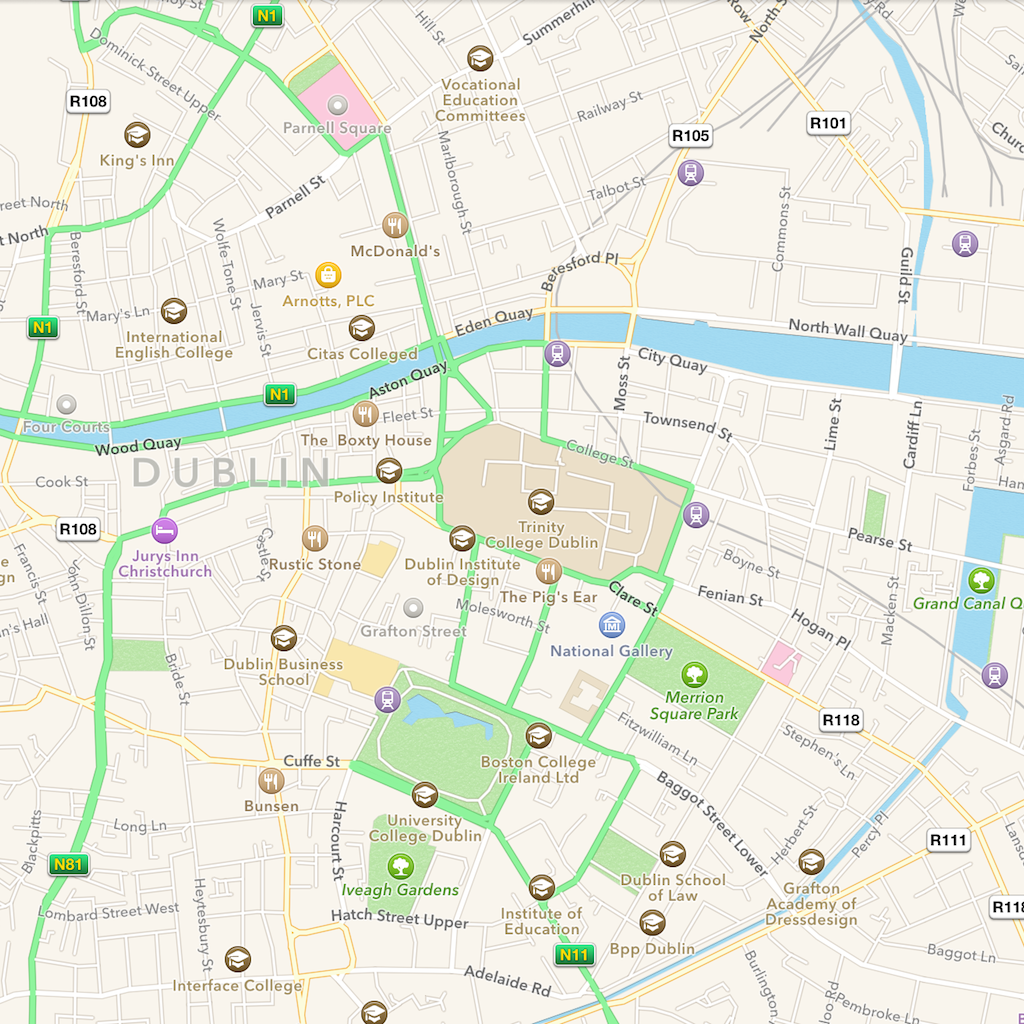 N1
Hill St
Summerhill
North S
Row
Rd
Dominick Street Upper
Vocational
Education
Committees
R108
Parnell Square
Railway St
R105
R101
King's Inn
Marlborough St
Talbot St
Commons St
Church
reet North
t North
Parnell St
McDonald's
Wolfe-Tone St
Beresford St
Mary St
Arnotts, PLC
Beresford Pl
Guild St
Mary's Ln
International
English College
Jervis St
Citas Colleged
Eden Quay
North Wall Quay
N1
City Quay
Moss St
Aston Quay
N1
Four Courts
Fleet St
The Boxty House
Townsend St
Lime St
Cardiff Ln
Forbes St
Asgard Rd
Wood Quay
DUBLIN
College St
Cook St
Policy Institute
Han
R108
Trinity
College Dublin
Pearse St
Jurys Inn
Christchurch
Castle St
Rustic Stone
Dublin Institute
of Design
The Pig's Ear
Boyne St
Francis St
John Dillon St
Clare St
Fenian St
Macken St
Grand Canal Q
Molesworth St
Hogan Pl
n's Hall
Grafton Street
National Gallery
Dublin Business
School
Bride St
Merrion
Square Park
R118
Fitzwilliam Ln
Stephen's Ln
Boston College
Ireland Ltd
Cuffe St
Bunsen
Baggot Street Lower
Herbert St
Percy Pl
R111
University
College Dublin
Long Ln
Harcourt St
Blackpitts
N81
Iveagh Gardens
Dublin School
of Law
Grafton
Academy of
Dressdesign
Lansd
R118
Lombard Street West
Heytesbury St
Hatch Street Upper
Institute of
Education
Bpp Dublin
N11
Baggot Ln
Burlington
Interface College
Adelaide Rd
Pembroke Ln